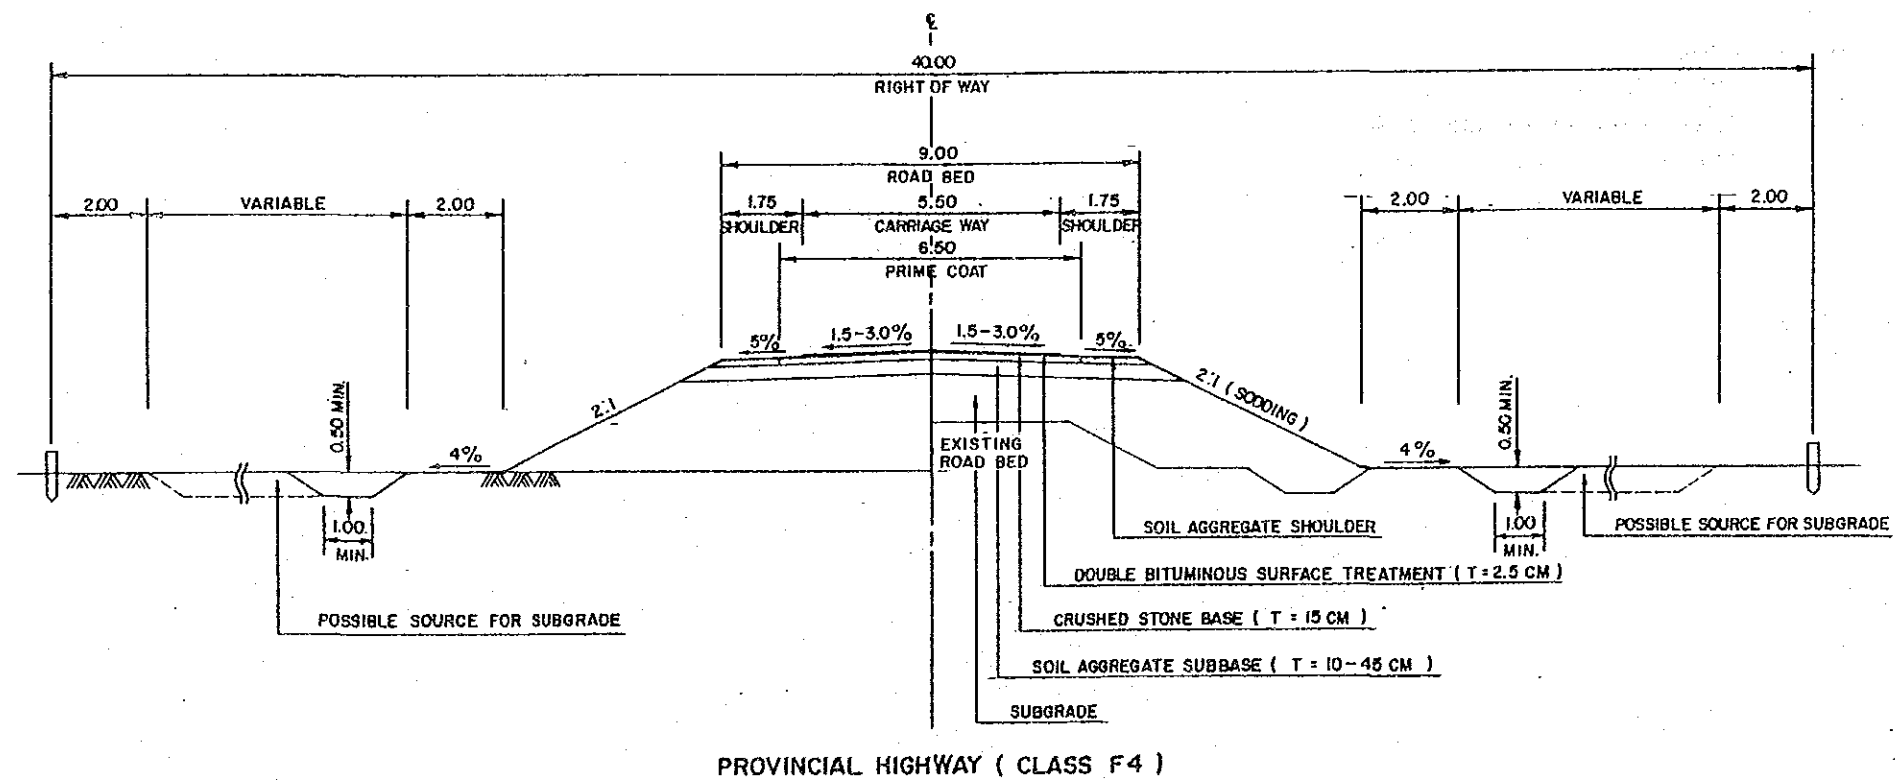 ℄
40.00
RIGHT OF WAY
9.00
ROAD BED
2.00
VARIABLE
2.00
1.75
5.50
1.75
2.00
VARIABLE
2.00
SHOULDER
CARRIAGE WAY
SHOULDER
6.50
PRIME COAT
5%
1.5-3.0%
1.5-3.0%
5%
2:1
2:1 (SODDING)
0.50 MIN.
0.50 MIN.
4%
EXISTING
ROAD BED
4%
1.00
MIN.
1.00
MIN.
SOIL AGGREGATE SHOULDER
POSSIBLE SOURCE FOR SUBGRADE
DOUBLE BITUMINOUS SURFACE TREATMENT ( T=2.5 CM )
POSSIBLE SOURCE FOR SUBGRADE
CRUSHED STONE BASE ( T = 15 CM )
SOIL AGGREGATE SUBBASE ( T = 10-45 CM )
SUBGRADE
PROVINCIAL HIGHWAY ( CLASS F4 )